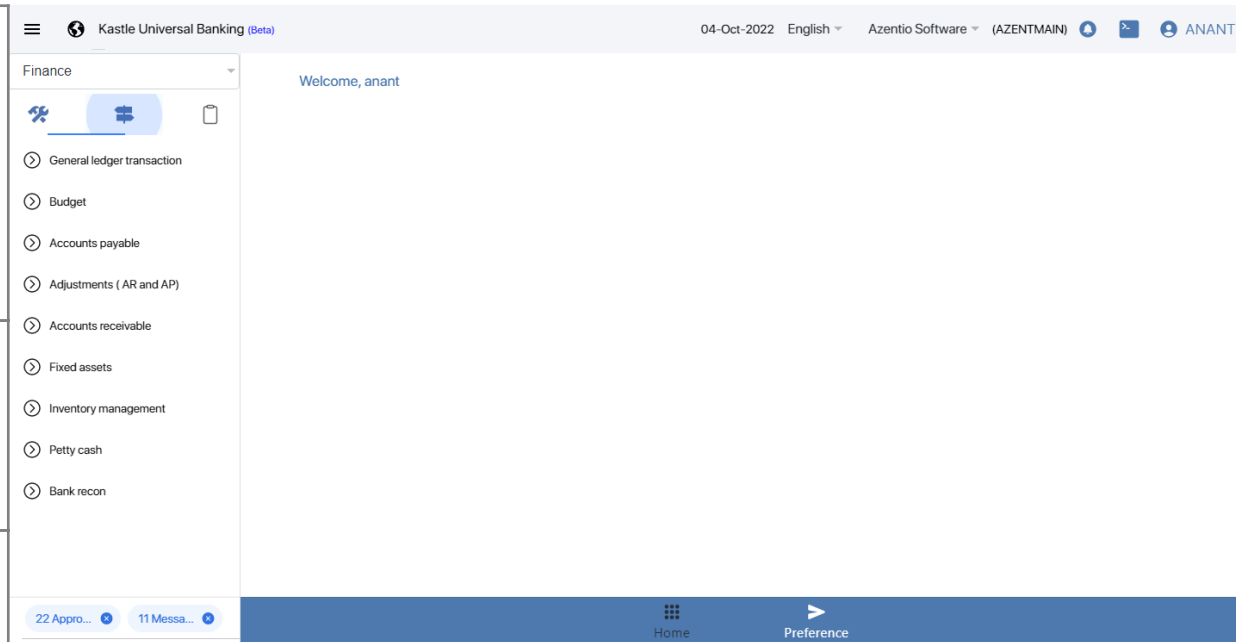 Kastle Universal Banking (Beta)
04-Oct-2022 English Azentio Software (AZENTMAIN) ANANT
Finance
Welcome, anant
General ledger transaction
Budget
Accounts payable
Adjustments ( AR and AP)
Accounts receivable
Fixed assets
Inventory management
Petty cash
Bank recon
22 Appro... 11 Messa...
Home
Preference